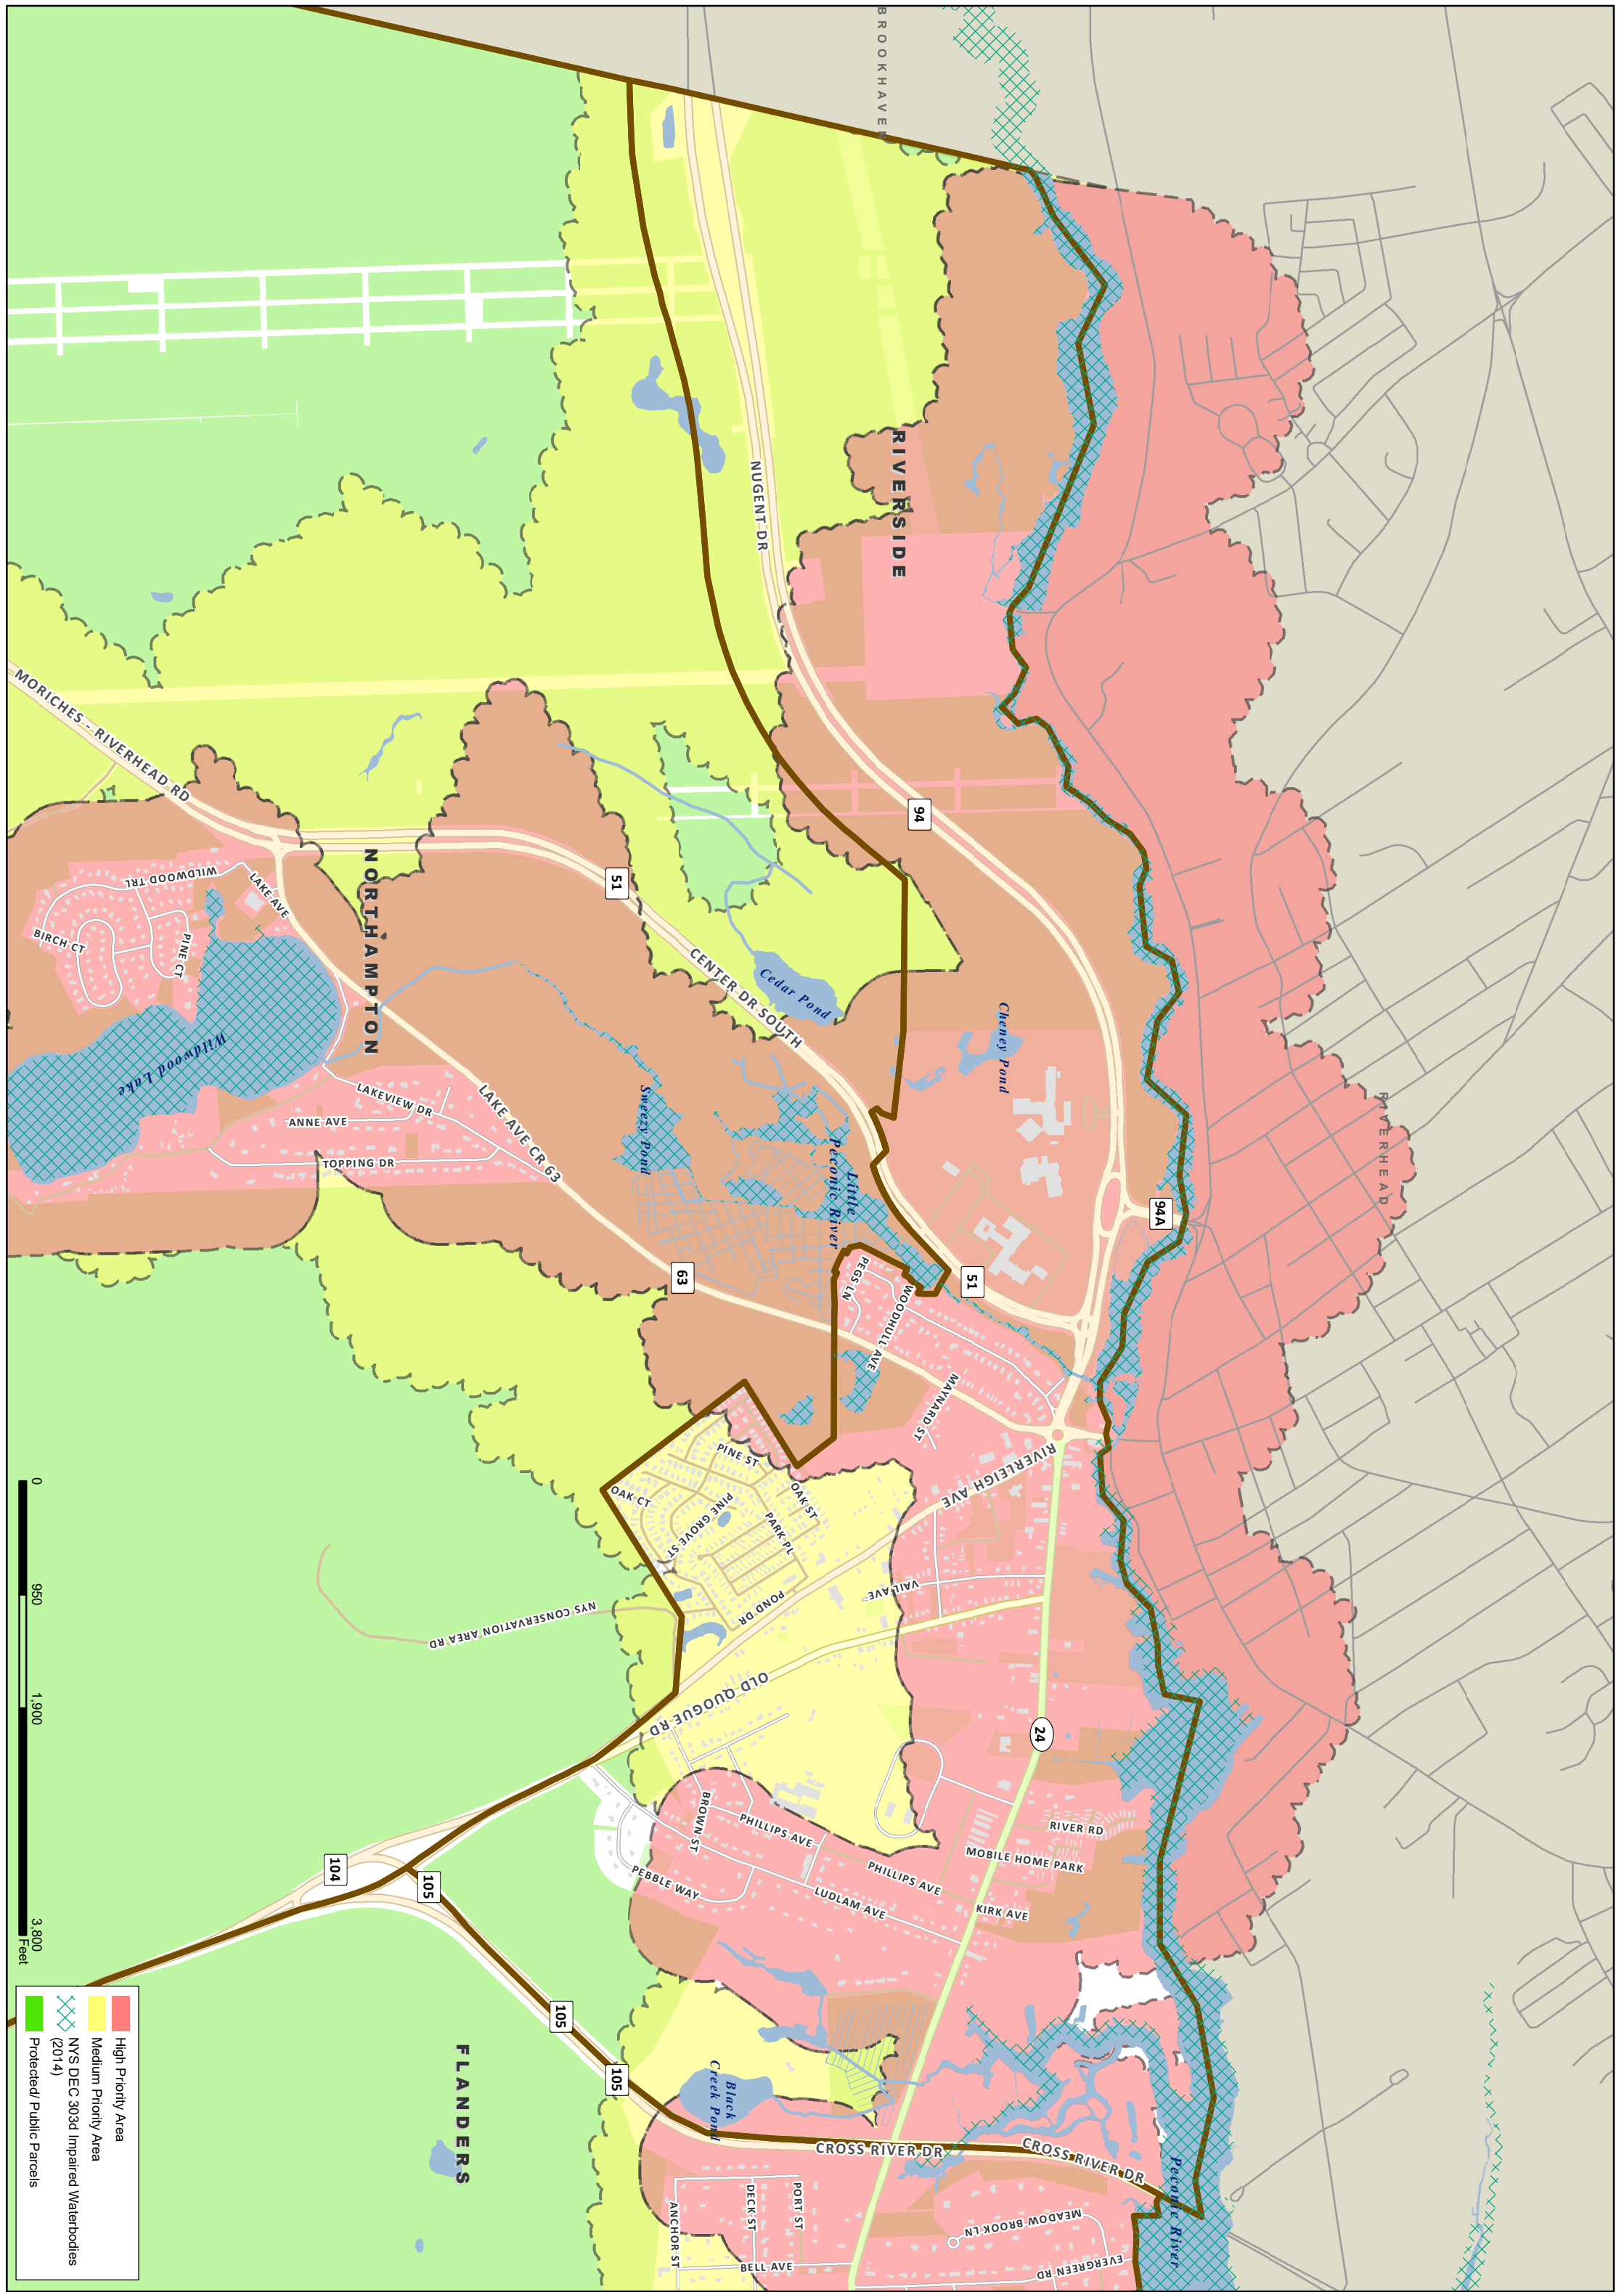 BROOKHAVEN
RIVERHEAD
RIVERSIDE
NUGENT DR
94
94A
MORICHES - RIVERHEAD RD
NORTHAMPTON
51
CENTER DR SOUTH
Cedar Pond
Cheney Pond
WILDWOOD TRL
LAKE AVE
BIRCH CT
PINE CT
Wildwood Lake
LAKEVIEW DR
ANNE AVE
TOPPING DR
LAKE AVE CR 63
Sweezy Pond
Little
Peconic River
63
51
PEGS LN
WOODHULL AVE
MAYNARD ST
RIVERLEIGH AVE
PINE ST
OAK CT
PINE GROVE ST
OAK ST
PARK PL
POND DR
VAIL AVE
NYS CONSERVATION AREA RD
OLD QUOGUE RD
24
BROWN ST
PHILLIPS AVE
PHILLIPS AVE
PEBBLE WAY
LUDLAM AVE
RIVER RD
MOBILE HOME PARK
KIRK AVE
104
105
105
105
FLANDERS
Black
Creek Pond
CROSS RIVER DR
CROSS RIVER DR
Peconic River
MEADOW BROOK LN
EVERGREEN RD
PORT ST
DECK ST
ANCHOR ST
BELL AVE
0
950
1,900
3,800
Feet
High Priority Area
Medium Priority Area
NYS DEC 303d Impaired Waterbodies
(2014)
Protected/ Public Parcels